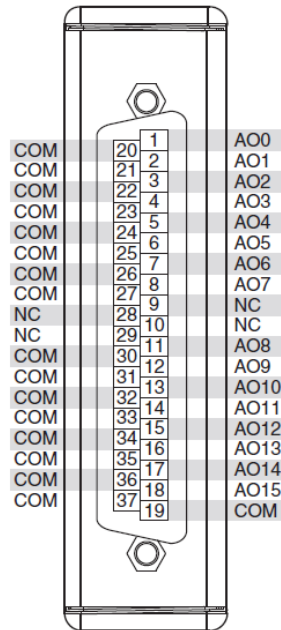 1 AO0
COM 20
2 AO1
COM 21
3 AO2
COM 22
4 AO3
COM 23
5 AO4
COM 24
6 AO5
COM 25
7 AO6
COM 26
8 AO7
COM 27
9 NC
NC 28
10 NC
NC 29
11 AO8
COM 30
12 AO9
COM 31
13 AO10
COM 32
14 AO11
COM 33
15 AO12
COM 34
16 AO13
COM 35
17 AO14
COM 36
18 AO15
COM 37
19 COM